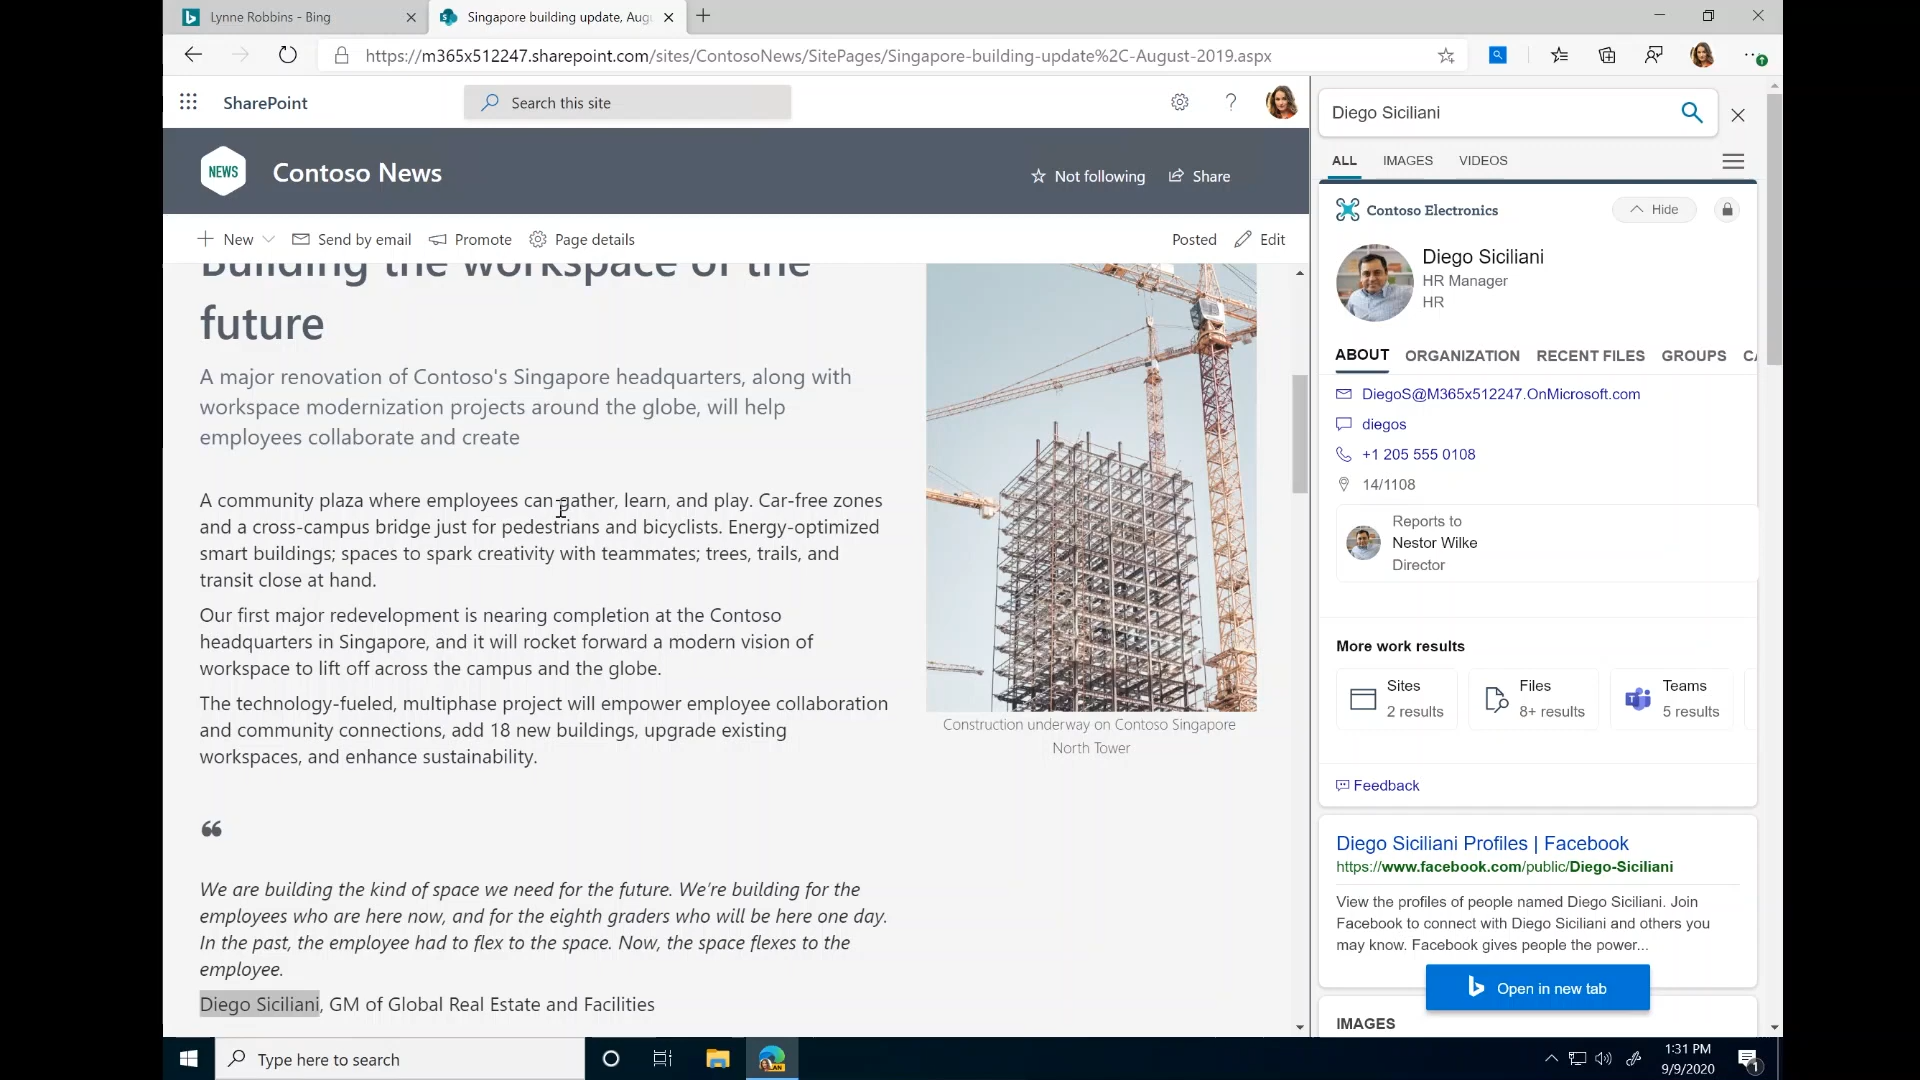 Lynne Robbins - Bing
Singapore building update, Aug
https://m365x512247.sharepoint.com/sites/ContosoNews/SitePages/Singapore-building-update%2C-August-2019.aspx
SharePoint
Search this site
?
NEWS
Contoso News
Not following
Share
New
Send by email
Promote
Page details
Posted
Edit
Building the workspace of the
future
A major renovation of Contoso's Singapore headquarters, along with
workspace modernization projects around the globe, will help
employees collaborate and create
A community plaza where employees can gather, learn, and play. Car-free zones
and a cross-campus bridge just for pedestrians and bicyclists. Energy-optimized
smart buildings; spaces to spark creativity with teammates; trees, trails, and
transit close at hand.
Our first major redevelopment is nearing completion at the Contoso
headquarters in Singapore, and it will rocket forward a modern vision of
workspace to lift off across the campus and the globe.
The technology-fueled, multiphase project will empower employee collaboration
and community connections, add 18 new buildings, upgrade existing
workspaces, and enhance sustainability.
Construction underway on Contoso Singapore
North Tower
“
We are building the kind of space we need for the future. We're building for the
employees who are here now, and for the eighth graders who will be here one day.
In the past, the employee had to flex to the space. Now, the space flexes to the
employee.
Diego Siciliani, GM of Global Real Estate and Facilities
Diego Siciliani
ALL
IMAGES
VIDEOS
Contoso Electronics
Hide
Diego Siciliani
HR Manager
HR
ABOUT
ORGANIZATION
RECENT FILES
GROUPS
CA
DiegoS@M365x512247.OnMicrosoft.com
diegos
+1 205 555 0108
14/1108
Reports to
Nestor Wilke
Director
More work results
Sites
2 results
Files
8+ results
Teams
5 results
Feedback
Diego Siciliani Profiles | Facebook
https://www.facebook.com/public/Diego-Siciliani
View the profiles of people named Diego Siciliani. Join
Facebook to connect with Diego Siciliani and others you
may know. Facebook gives people the power...
Open in new tab
IMAGES
Type here to search
1:31 PM
9/9/2020
1